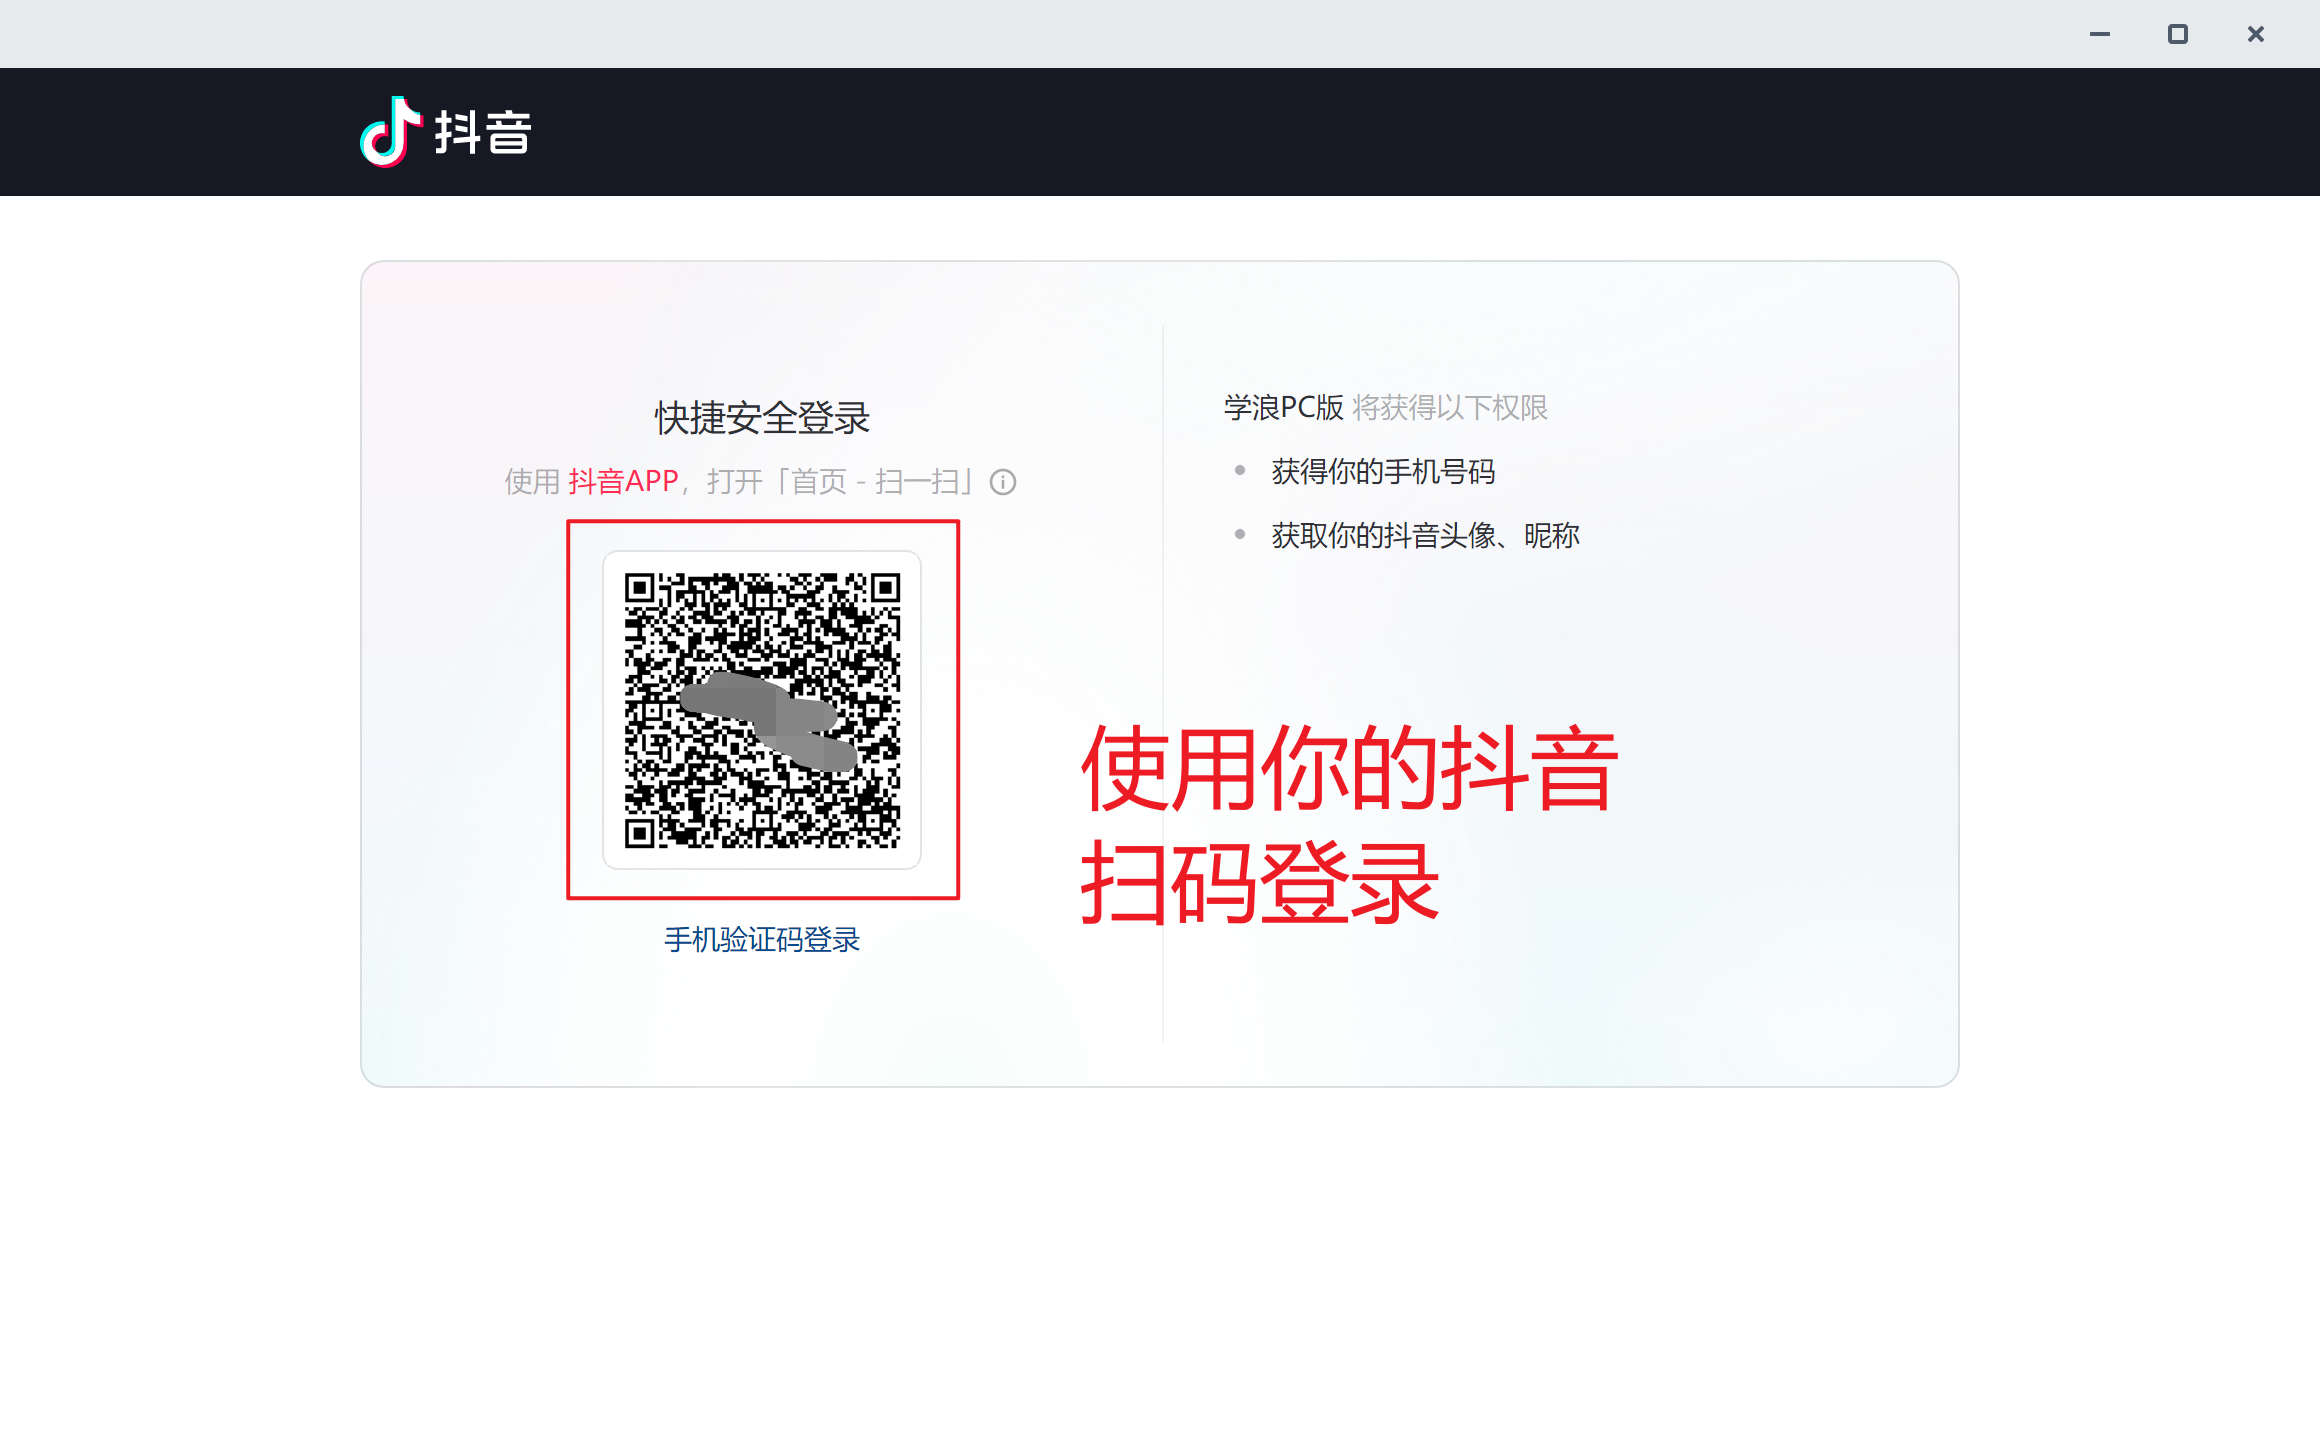 抖音
快捷安全登录
使用 抖音APP，打开「首页 - 扫一扫」
手机验证码登录
学浪PC版 将获得以下权限
获得你的手机号码
获取你的抖音头像、昵称
使用你的抖音
扫码登录